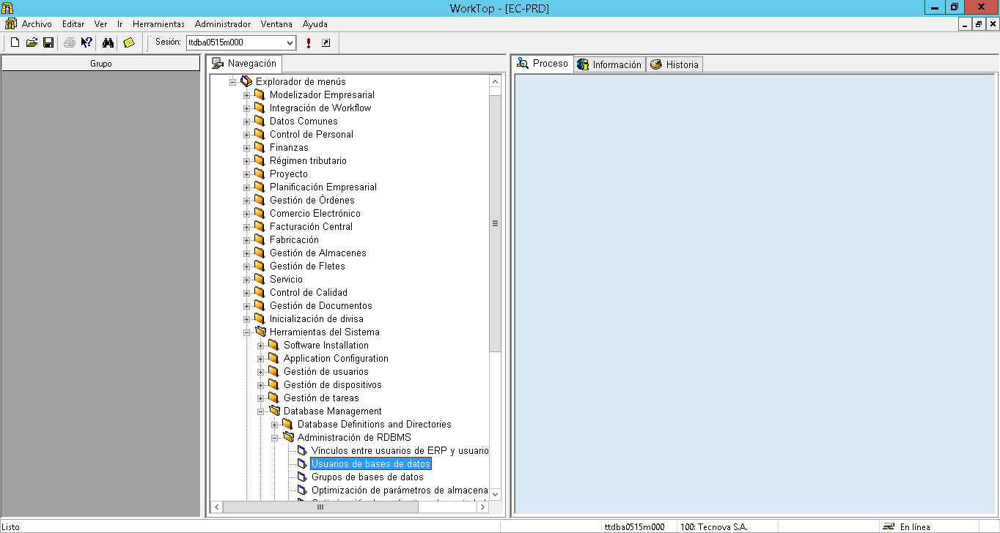 WorkTop - [EC-PRD]
Archivo Editar Ver Ir Herramientas Administrador Ventana Ayuda
Sesión: ttdba0515m000
Grupo
Navegación
Explorador de menús
Modelizador Empresarial
Integración de Workflow
Datos Comunes
Control de Personal
Finanzas
Régimen tributario
Proyecto
Planificación Empresarial
Gestión de Órdenes
Comercio Electrónico
Facturación Central
Fabricación
Gestión de Almacenes
Gestión de Fletes
Servicio
Control de Calidad
Gestión de Documentos
Inicialización de divisa
Herramientas del Sistema
Software Installation
Application Configuration
Gestión de usuarios
Gestión de dispositivos
Gestión de tareas
Database Management
Database Definitions and Directories
Administración de RDBMS
Vínculos entre usuarios de ERP y usuario
Usuarios de bases de datos
Grupos de bases de datos
Optimización de parámetros de almacena
Proceso Información Historia
Listo ttdba0515m000 100: Tecnova S.A. En línea